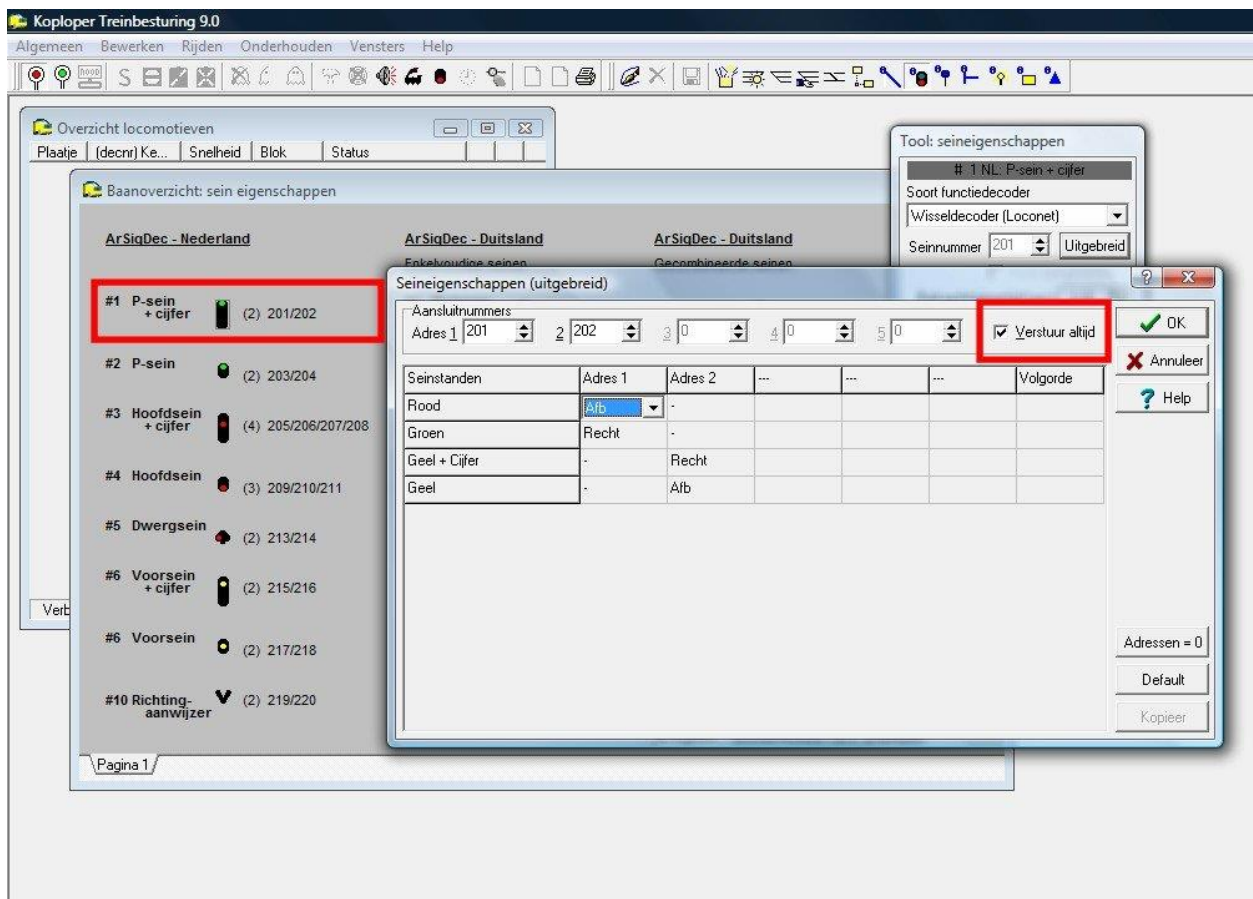 Koploper Treinbesturing 9.0
Algemeen Bewerken Rijden Onderhouden Vensters Help
Overzicht locomotieven
Plaatje (decnr) Ke... Snelheid Blok Status
Verb
Baanoverzicht: sein eigenschappen
ArSigDec - Nederland
ArSigDec - Duitsland
Enkelvoudige seinen
ArSigDec - Duitsland
Gecombineerde seinen
#1 P-sein
+ cijfer
(2) 201/202
#2 P-sein
(2) 203/204
#3 Hoofdsein
+ cijfer
(4) 205/206/207/208
#4 Hoofdsein
(3) 209/210/211
#5 Dwergsein
(2) 213/214
#6 Voorsein
+ cijfer
(2) 215/216
#6 Voorsein
(2) 217/218
#10 Richting-
aanwijzer
(2) 219/220
Pagina 1
Tool: seineigenschappen
# 1 NL: P-sein + cijfer
Soort functiedecoder
Wisseldecoder (Loconet)
Seinnummer 201 Uitgebreid
Seineigenschappen (uitgebreid)
Aansluitnummers
Adres 1 201 2 202 3 0 4 0 5 0
Verstuur altijd
OK
Annuleer
Help
Seinstanden Adres 1 Adres 2 --- --- --- Volgorde
Rood Afb -
Groen Recht -
Geel + Cijfer - Recht
Geel - Afb
Adressen = 0
Default
Kopieer